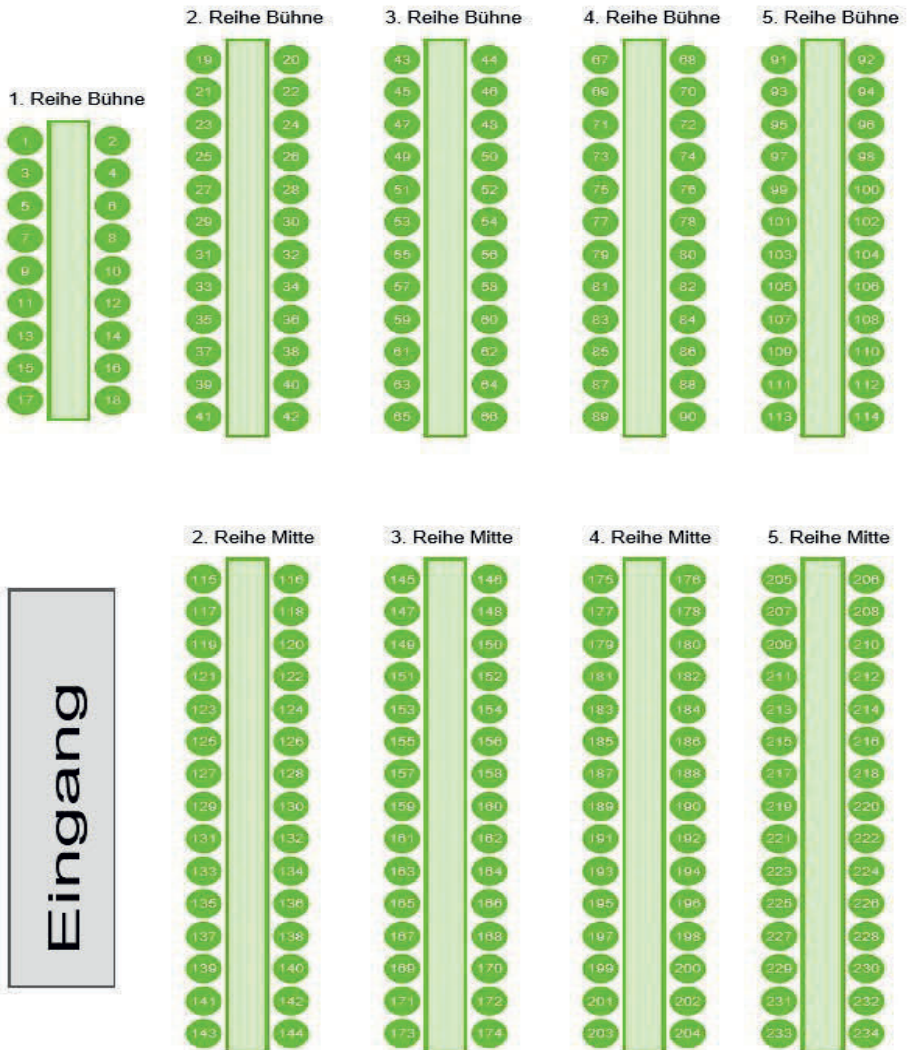 2. Reihe Bühne 3. Reihe Bühne 4. Reihe Bühne 5. Reihe Bühne
19 20 43 44 67 68 91 92
1. Reihe Bühne
21 22 45 46 69 70 93 94
23 24 47 48 71 72 95 96
1 2
25 26 49 50 73 74 97 98
3 4
27 28 51 52 75 76 99 100
5 6
29 30 53 54 77 78 101 102
7 8
31 32 55 56 79 80 103 104
9 10
33 34 57 58 81 82 105 106
11 12
35 36 59 60 83 84 107 108
13 14
37 38 61 62 85 86 109 110
15 16
39 40 63 64 87 88 111 112
17 18
41 42 65 66 89 90 113 114
2. Reihe Mitte 3. Reihe Mitte 4. Reihe Mitte 5. Reihe Mitte
115 116 145 146 175 176 205 206
117 118 147 148 177 178 207 208
119 120 149 150 179 180 209 210
121 122 151 152 181 182 211 212
123 124 153 154 183 184 213 214
125 126 155 156 185 186 215 216
127 128 157 158 187 188 217 218
129 130 159 160 189 190 219 220
131 132 161 162 191 192 221 222
133 134 163 164 193 194 223 224
135 136 165 166 195 196 225 226
137 138 167 168 197 198 227 228
139 140 169 170 199 200 229 230
141 142 171 172 201 202 231 232
143 144 173 174 203 204 233 234
Eingang